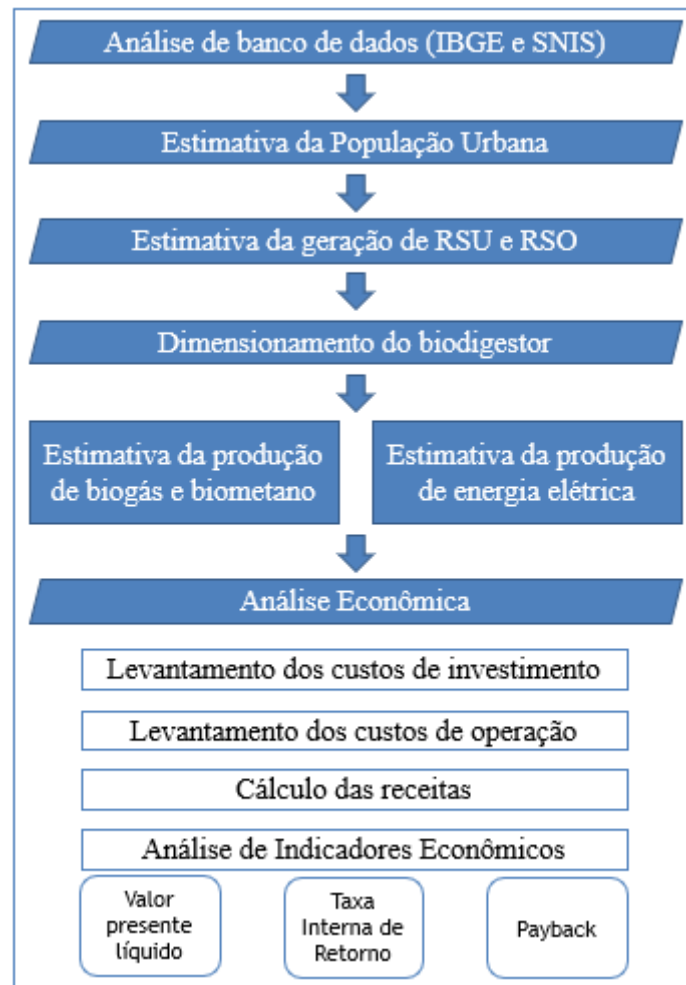 Análise de banco de dados (IBGE e SNIS)
Estimativa da População Urbana
Estimativa da geração de RSU e RSO
Dimensionamento do biodigestor
Estimativa da produção
de biogás e biometano
Estimativa da produção
de energia elétrica
Análise Econômica
Levantamento dos custos de investimento
Levantamento dos custos de operação
Cálculo das receitas
Análise de Indicadores Econômicos
Valor
presente
líquido
Taxa
Interna de
Retorno
Payback